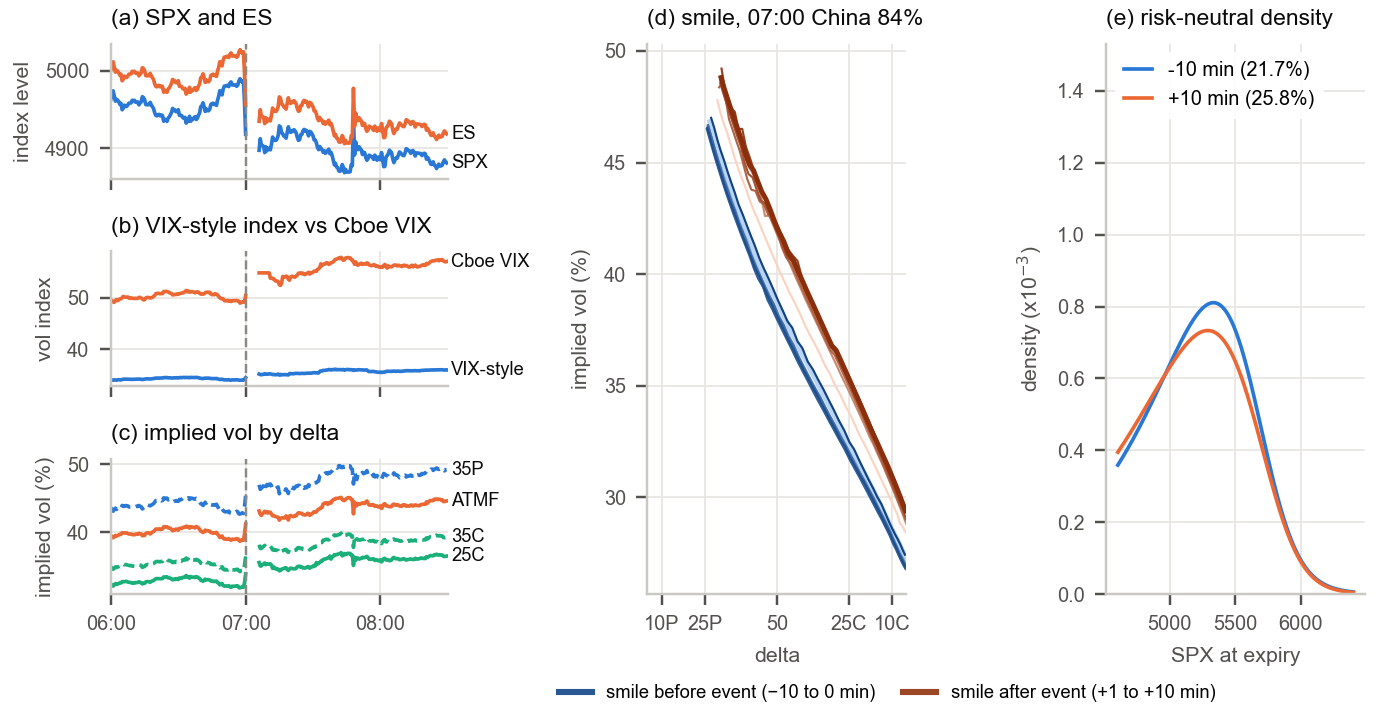 (a) SPX and ES
index level
5000
4900
ES
SPX
(b) VIX-style index vs Cboe VIX
vol index
50
40
Cboe VIX
VIX-style
(c) implied vol by delta
implied vol (%)
50
40
35P
ATMF
35C
25C
06:00 07:00 08:00
(d) smile, 07:00 China 84%
implied vol (%)
50
45
40
35
30
10P 25P 50 25C 10C
delta
(e) risk-neutral density
-10 min (21.7%)
+10 min (25.8%)
density (x10⁻³)
1.4
1.2
1.0
0.8
0.6
0.4
0.2
0.0
5000 5500 6000
SPX at expiry
smile before event (−10 to 0 min) smile after event (+1 to +10 min)